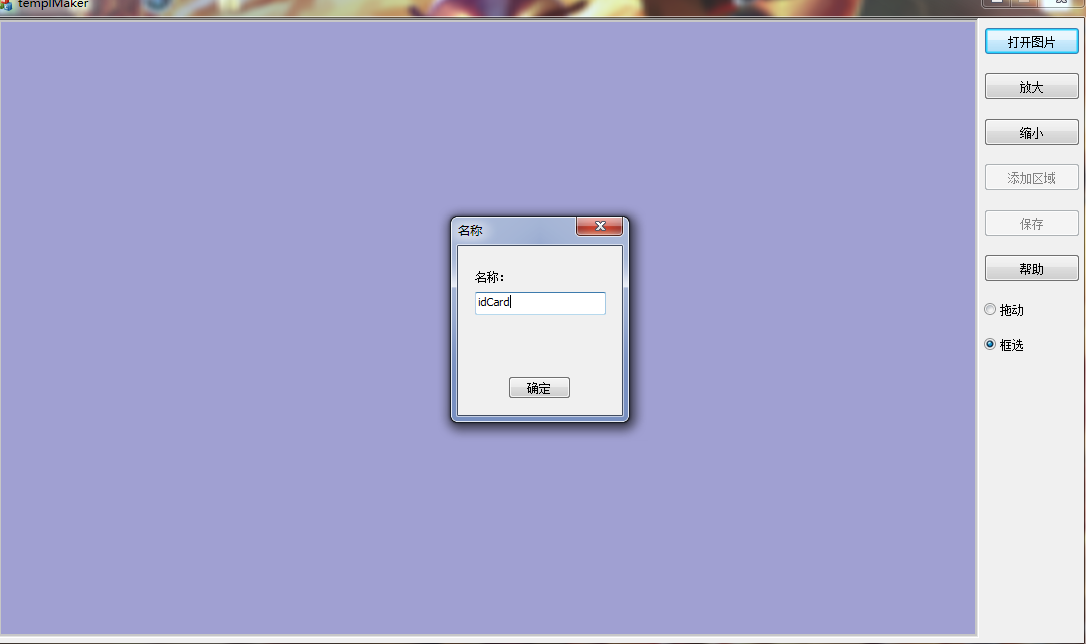 templMaker
打开图片
放大
缩小
添加区域
保存
帮助
拖动
框选
名称
名称:
idCard
确定